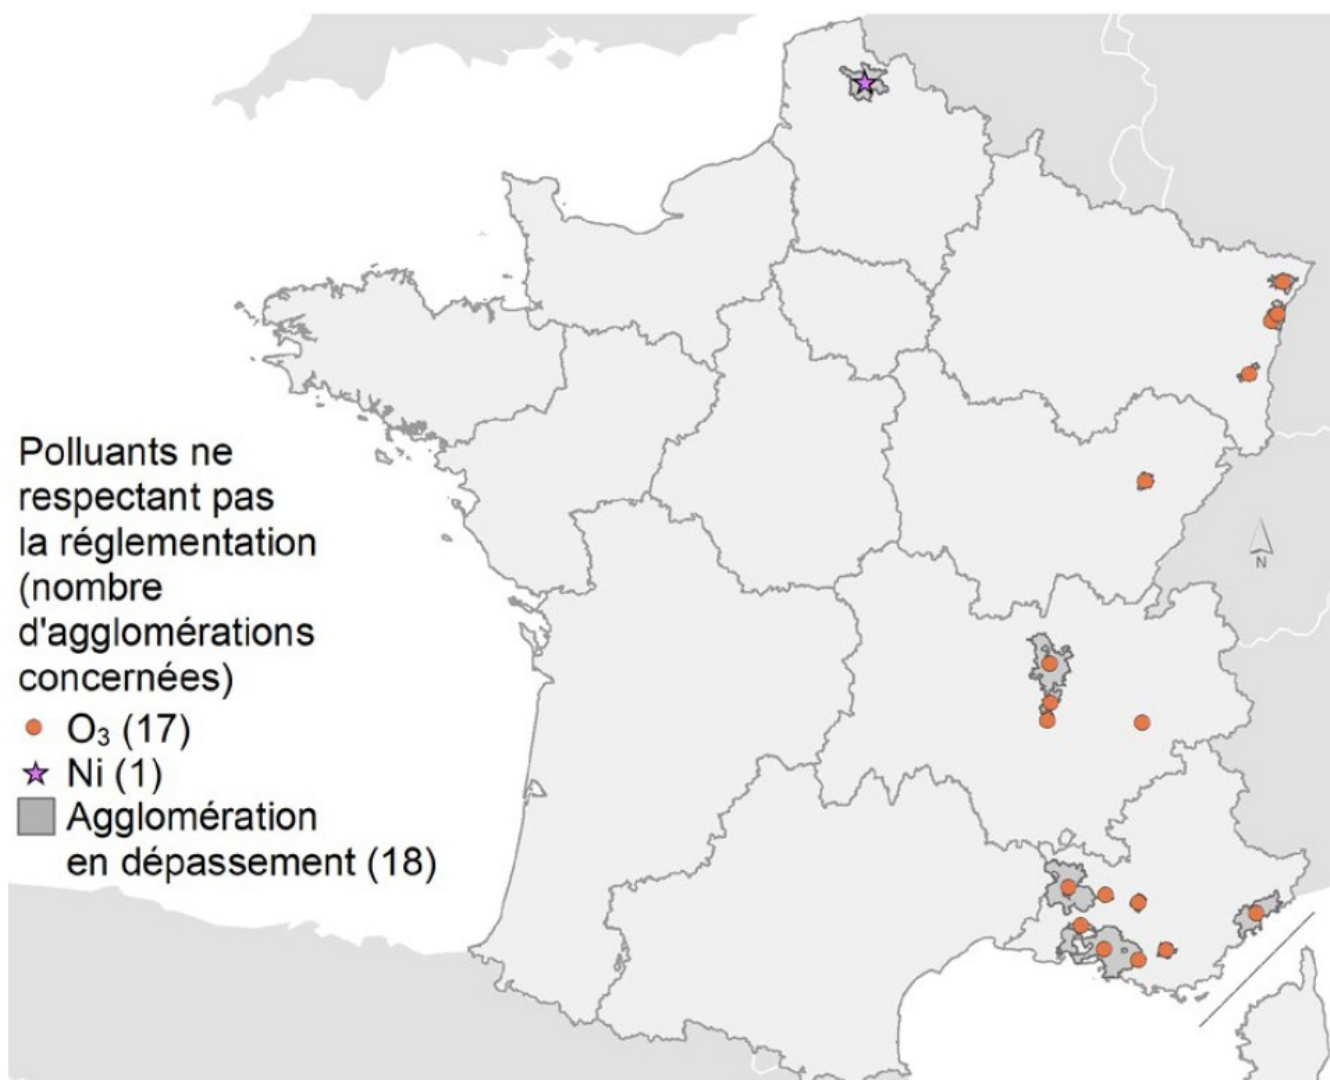 Polluants ne
respectant pas
la réglementation
(nombre
d'agglomérations
concernées)
O₃ (17)
Ni (1)
Agglomération
en dépassement (18)
N